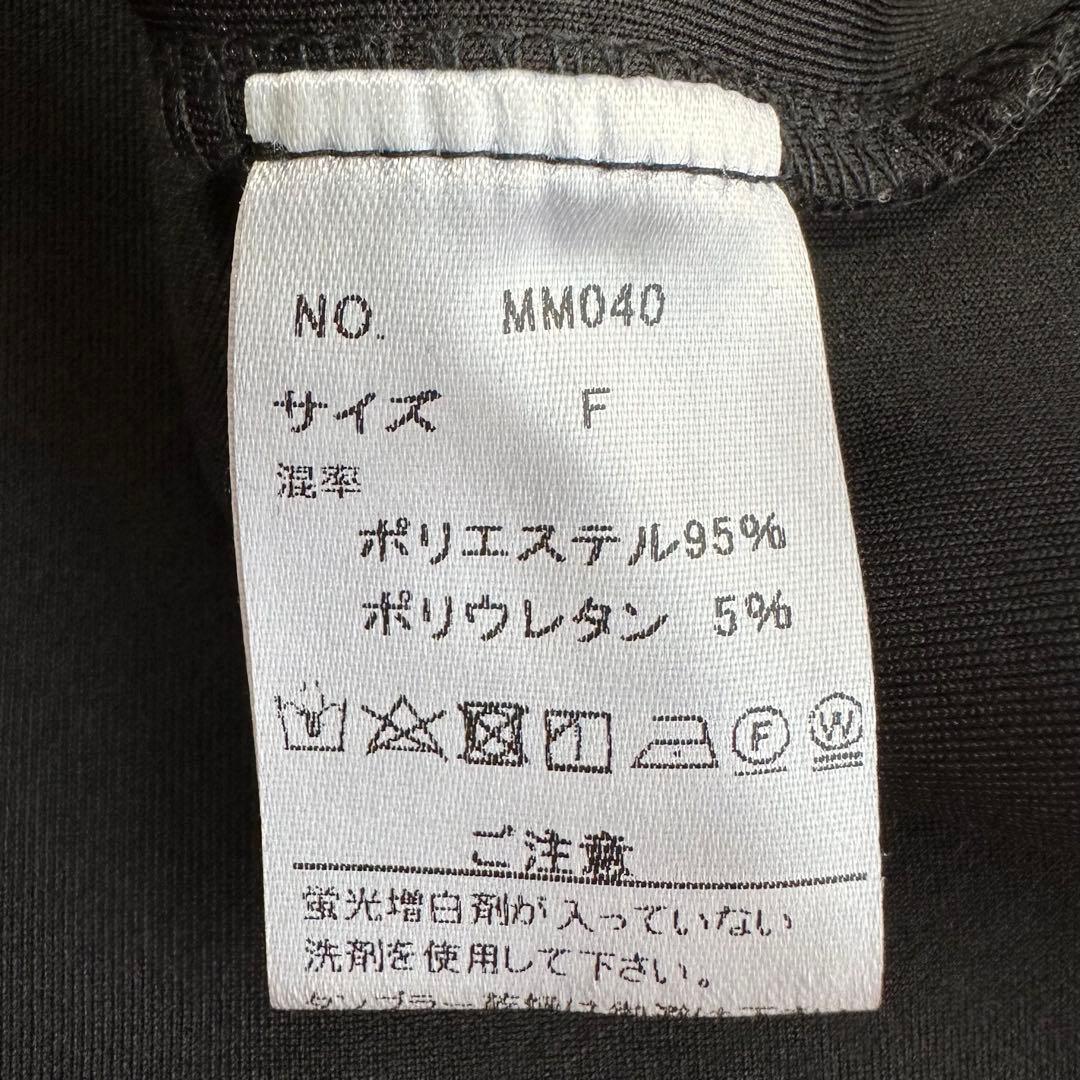 NO. MM040
サイズ F
混率
ポリエステル95%
ポリウレタン 5%
F W
ご注意
蛍光増白剤が入っていない
洗剤を使用して下さい。